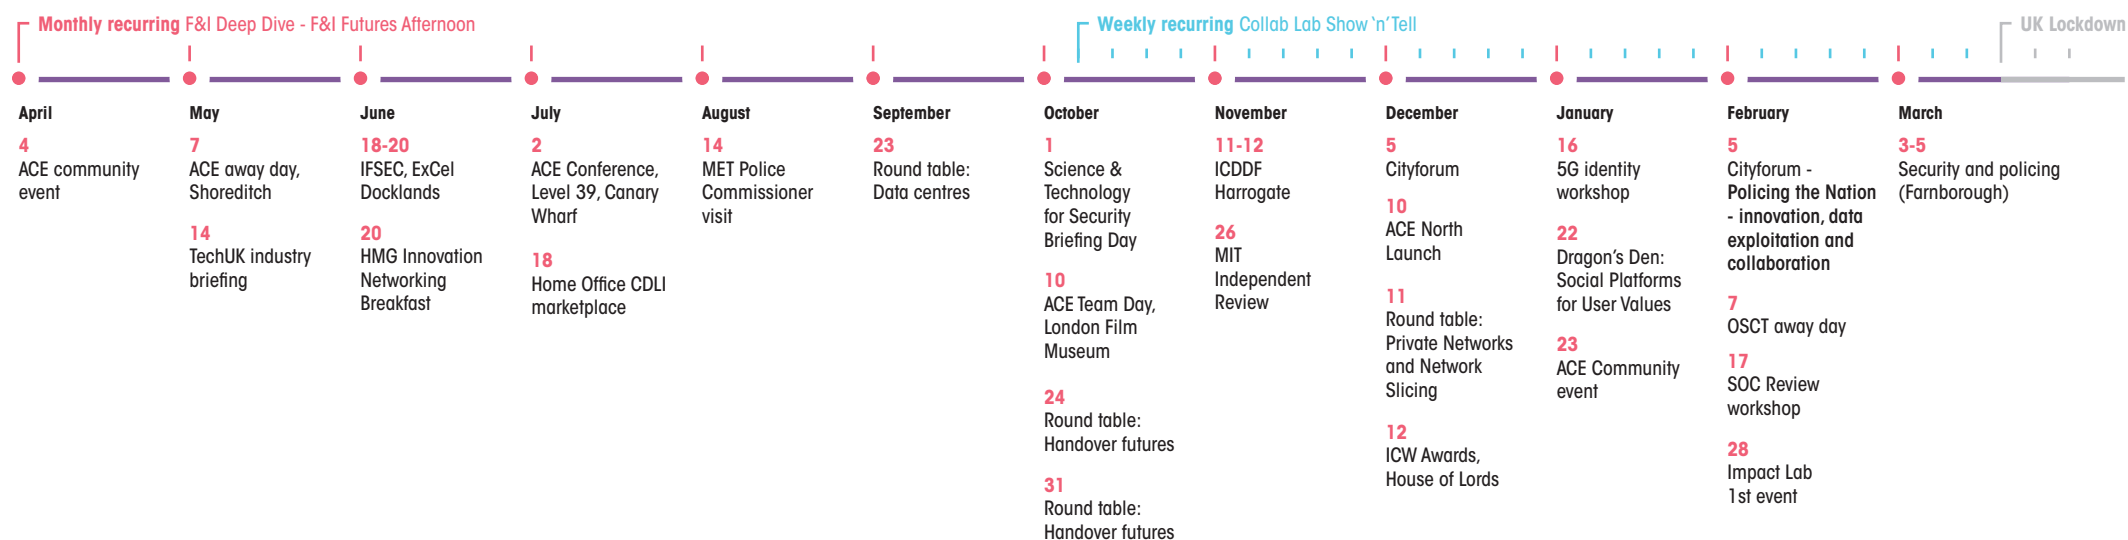 Monthly recurring F&I Deep Dive - F&I Futures Afternoon
Weekly recurring Collab Lab Show ‘n’ Tell
UK Lockdown
April
4
ACE community
event
May
7
ACE away day,
Shoreditch
14
TechUK industry
briefing
June
18-20
IFSEC, ExCel
Docklands
20
HMG Innovation
Networking
Breakfast
July
2
ACE Conference,
Level 39, Canary
Wharf
18
Home Office CDLI
marketplace
August
14
MET Police
Commissioner
visit
September
23
Round table:
Data centres
October
1
Science &
Technology
for Security
Briefing Day
10
ACE Team Day,
London Film
Museum
24
Round table:
Handover futures
31
Round table:
Handover futures
November
11-12
ICDDF
Harrogate
26
MIT
Independent
Review
December
5
Cityforum
10
ACE North
Launch
11
Round table:
Private Networks
and Network
Slicing
12
ICW Awards,
House of Lords
January
16
5G identity
workshop
22
Dragon’s Den:
Social Platforms
for User Values
23
ACE Community
event
February
5
Cityforum -
Policing the Nation
- innovation, data
exploitation and
collaboration
7
OSCT away day
17
SOC Review
workshop
28
Impact Lab
1st event
March
3-5
Security and policing
(Farnborough)